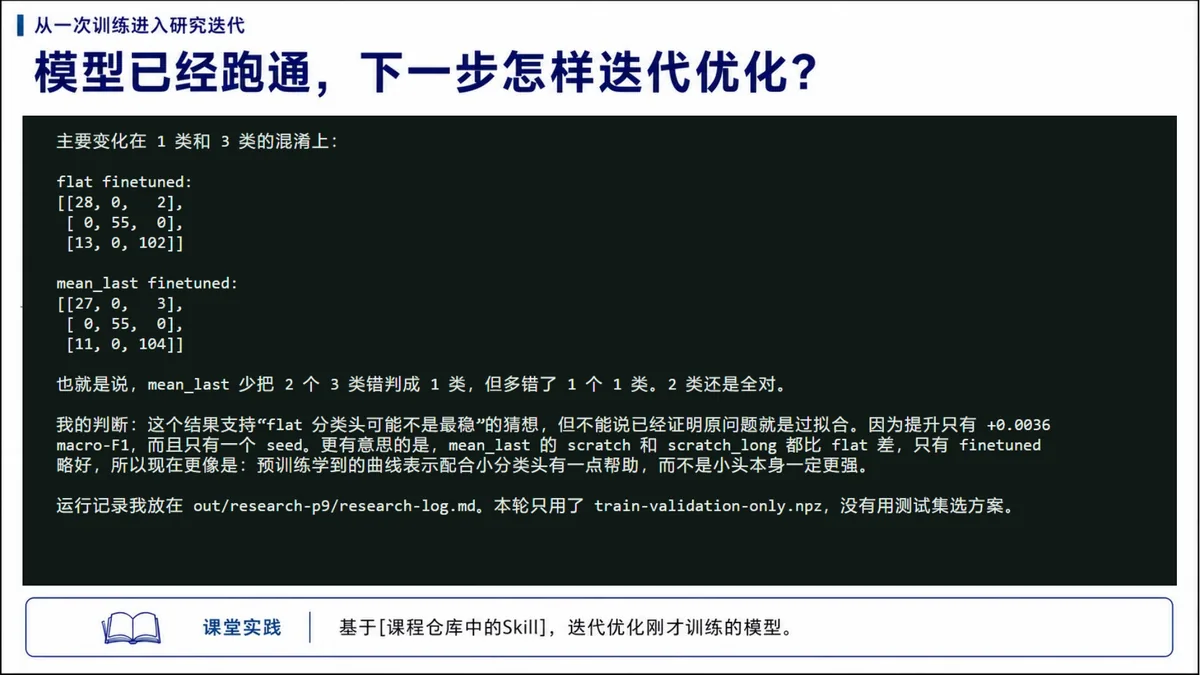 从一次训练进入研究迭代
模型已经跑通，下一步怎样迭代优化？
主要变化在 1 类和 3 类的混淆上：
flat finetuned:
[[28, 0,   2],
 [ 0, 55,  0],
 [13, 0, 102]]
mean_last finetuned:
[[27, 0,   3],
 [ 0, 55,  0],
 [11, 0, 104]]
也就是说，mean_last 少把 2 个 3 类错判成 1 类，但多错了 1 个 1 类。2 类还是全对。
我的判断：这个结果支持“flat 分类头可能不是最稳”的猜想，但不能说已经证明原问题就是过拟合。因为提升只有 +0.0036
macro-F1，而且只有一个 seed。更有意思的是，mean_last 的 scratch 和 scratch_long 都比 flat 差，只有 finetuned
略好，所以现在更像是：预训练学到的曲线表示配合小分类头有一点帮助，而不是小头本身一定更强。
运行记录我放在 out/research-p9/research-log.md。本轮只用了 train-validation-only.npz，没有用测试集选方案。
课堂实践
基于[课程仓库中的Skill]，迭代优化刚才训练的模型。